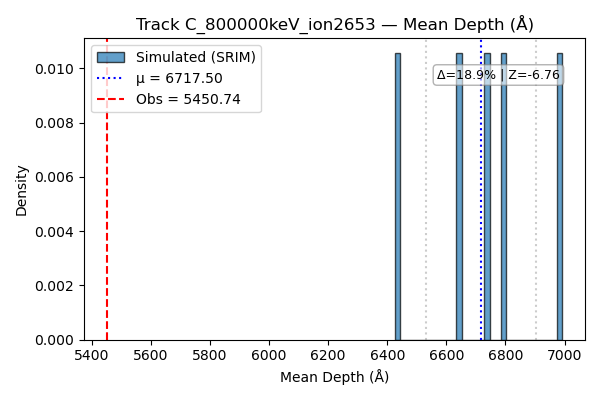 Track C_800000keV_ion2653 — Mean Depth (Å)
Simulated (SRIM)
μ = 6717.50
Obs = 5450.74
Δ=18.9% | Z=-6.76
Density
0.010
0.008
0.006
0.004
0.002
0.000
5400 5600 5800 6000 6200 6400 6600 6800 7000
Mean Depth (Å)